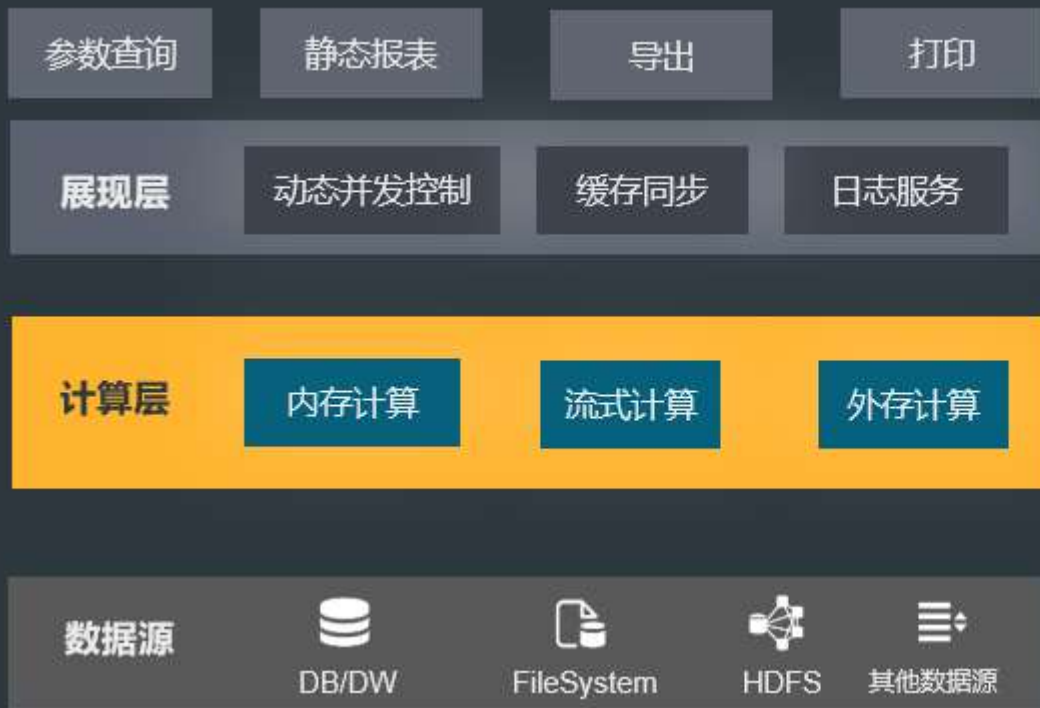 参数查询
静态报表
导出
打印
展现层
动态并发控制
缓存同步
日志服务
计算层
内存计算
流式计算
外存计算
数据源
DB/DW
FileSystem
HDFS
其他数据源